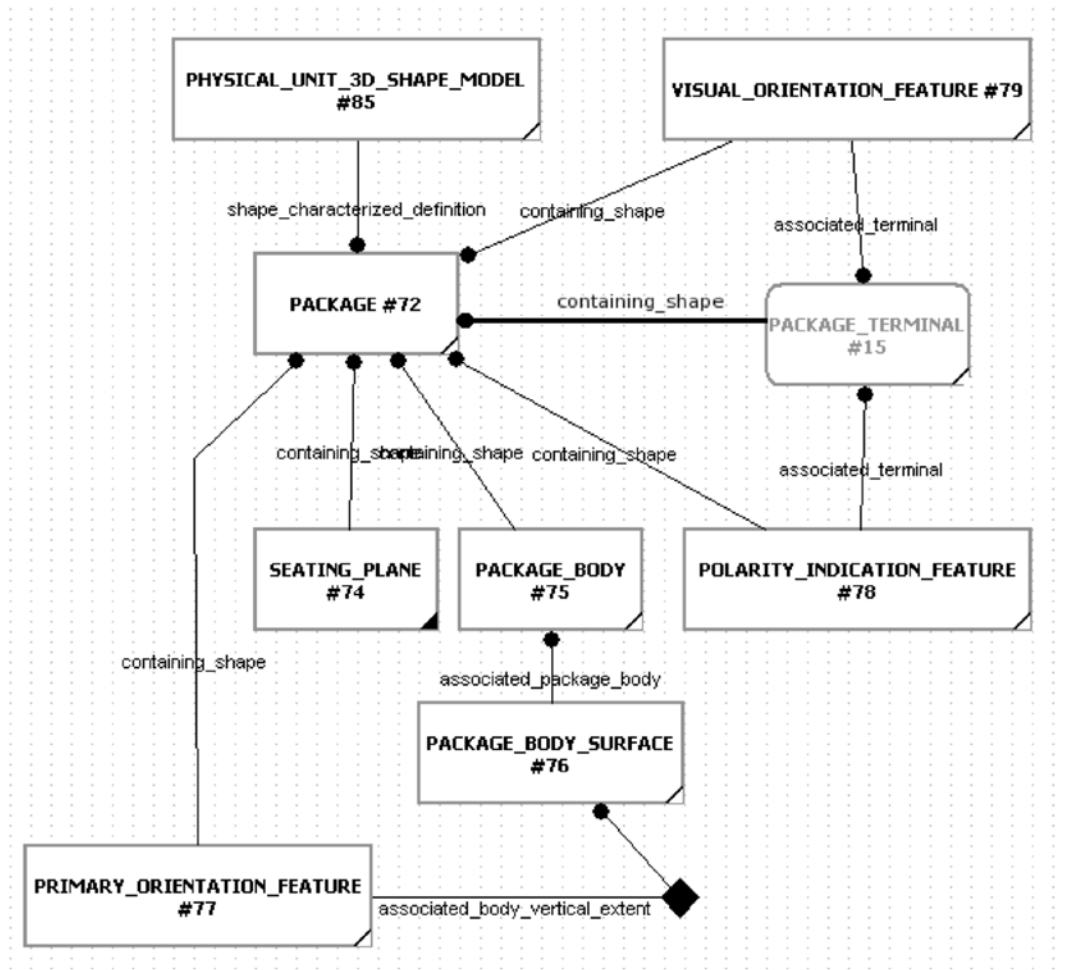 PHYSICAL_UNIT_3D_SHAPE_MODEL
#85
VISUAL_ORIENTATION_FEATURE #79
shape_characterized_definition
containing_shape
associated_terminal
PACKAGE #72
containing_shape
PACKAGE_TERMINAL
#15
containing_shape
containing_shape
containing_shape
associated_terminal
SEATING_PLANE
#74
PACKAGE_BODY
#75
POLARITY_INDICATION_FEATURE
#78
containing_shape
associated_package_body
PACKAGE_BODY_SURFACE
#76
PRIMARY_ORIENTATION_FEATURE
#77
associated_body_vertical_extent